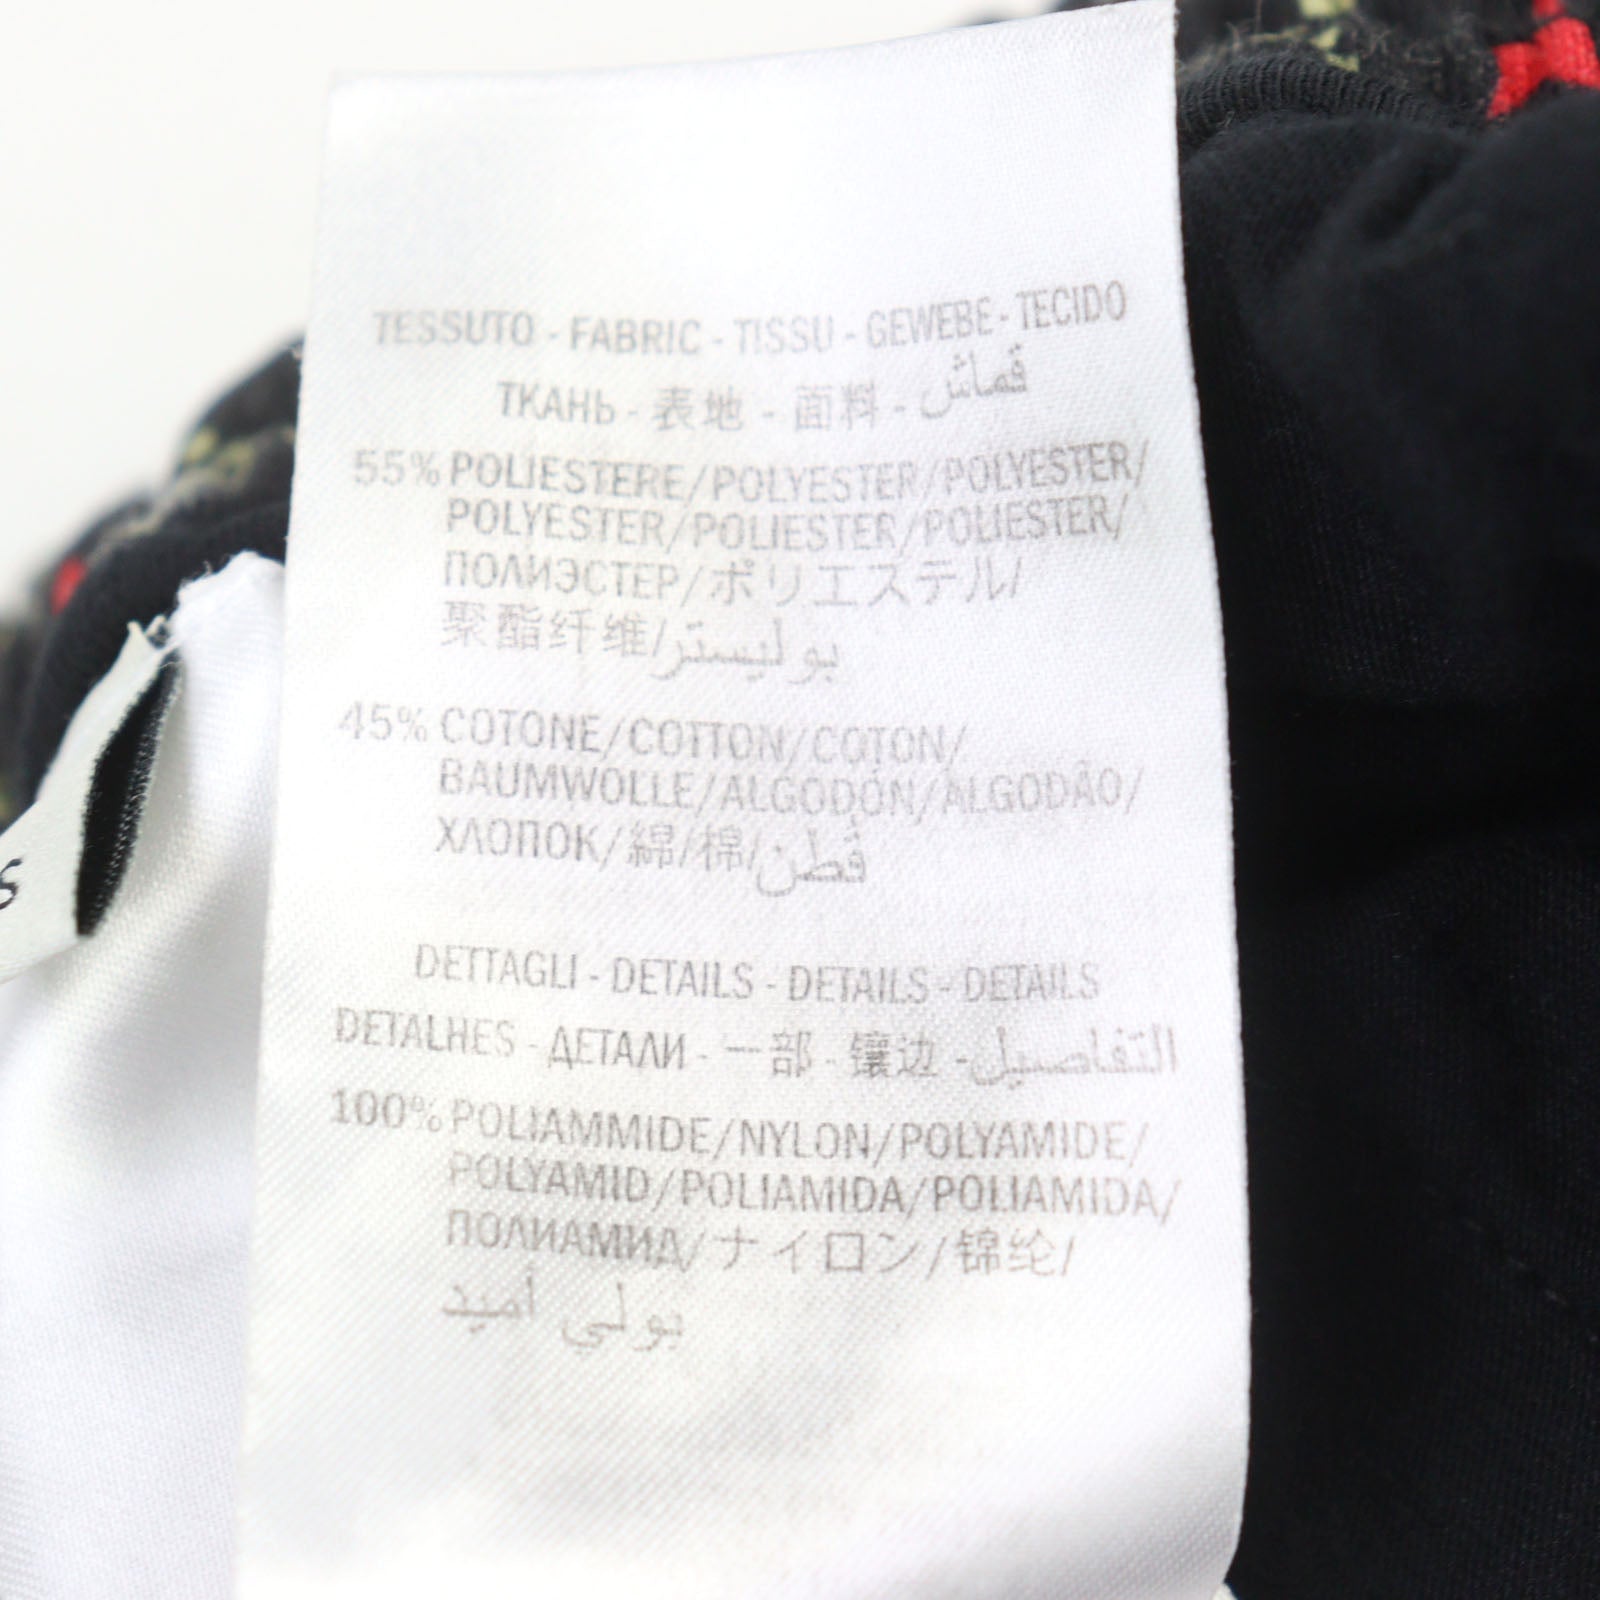 TESSUTO - FABRIC - TISSU - GEWEBE - TECIDO
ТКАНЬ - 表地 - 面料 - قماش
55% POLIESTERE/POLYESTER/POLYESTER/
POLYESTER/POLIESTER/POLIESTER/
ПОЛИЭСТЕР/ポリエステル/
聚酯纤维/بوليستر
45% COTONE/COTTON/COTON/
BAUMWOLLE/ALGODÓN/ALGODÃO/
ХЛОПОК/綿/棉/قطن
DETTAGLI - DETAILS - DETAILS - DETAILS
DETALHES - ДЕТАЛИ - 一部 - 镶边 - التفاصيل
100% POLIAMMIDE/NYLON/POLYAMIDE/
POLYAMID/POLIAMIDA/POLIAMIDA/
ПОЛИАМИД/ナイロン/锦纶/
بولي اميد
S